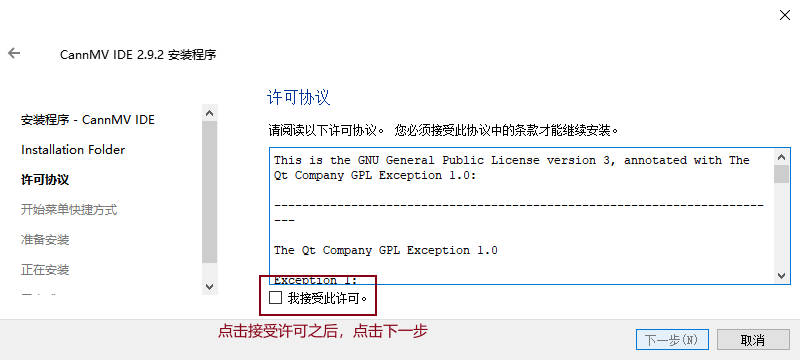 CannMV IDE 2.9.2 安装程序
安装程序 - CannMV IDE
Installation Folder
许可协议
开始菜单快捷方式
准备安装
正在安装
许可协议
请阅读以下许可协议。 您必须接受此协议中的条款才能继续安装。
This is the GNU General Public License version 3, annotated with The
Qt Company GPL Exception 1.0:
----------------------------------------------------------------------
---
The Qt Company GPL Exception 1.0
Exception 1:
我接受此许可。
点击接受许可之后，点击下一步
下一步(N)
取消